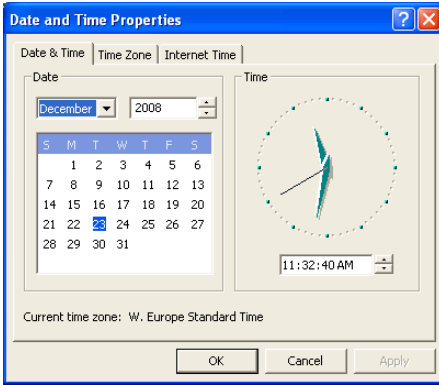 Date and Time Properties
Date & Time Time Zone Internet Time
Date
Time
December 2008
S M T W T F S
1 2 3 4 5 6
7 8 9 10 11 12 13
14 15 16 17 18 19 20
21 22 23 24 25 26 27
28 29 30 31
11:32:40 AM
Current time zone: W. Europe Standard Time
OK Cancel Apply